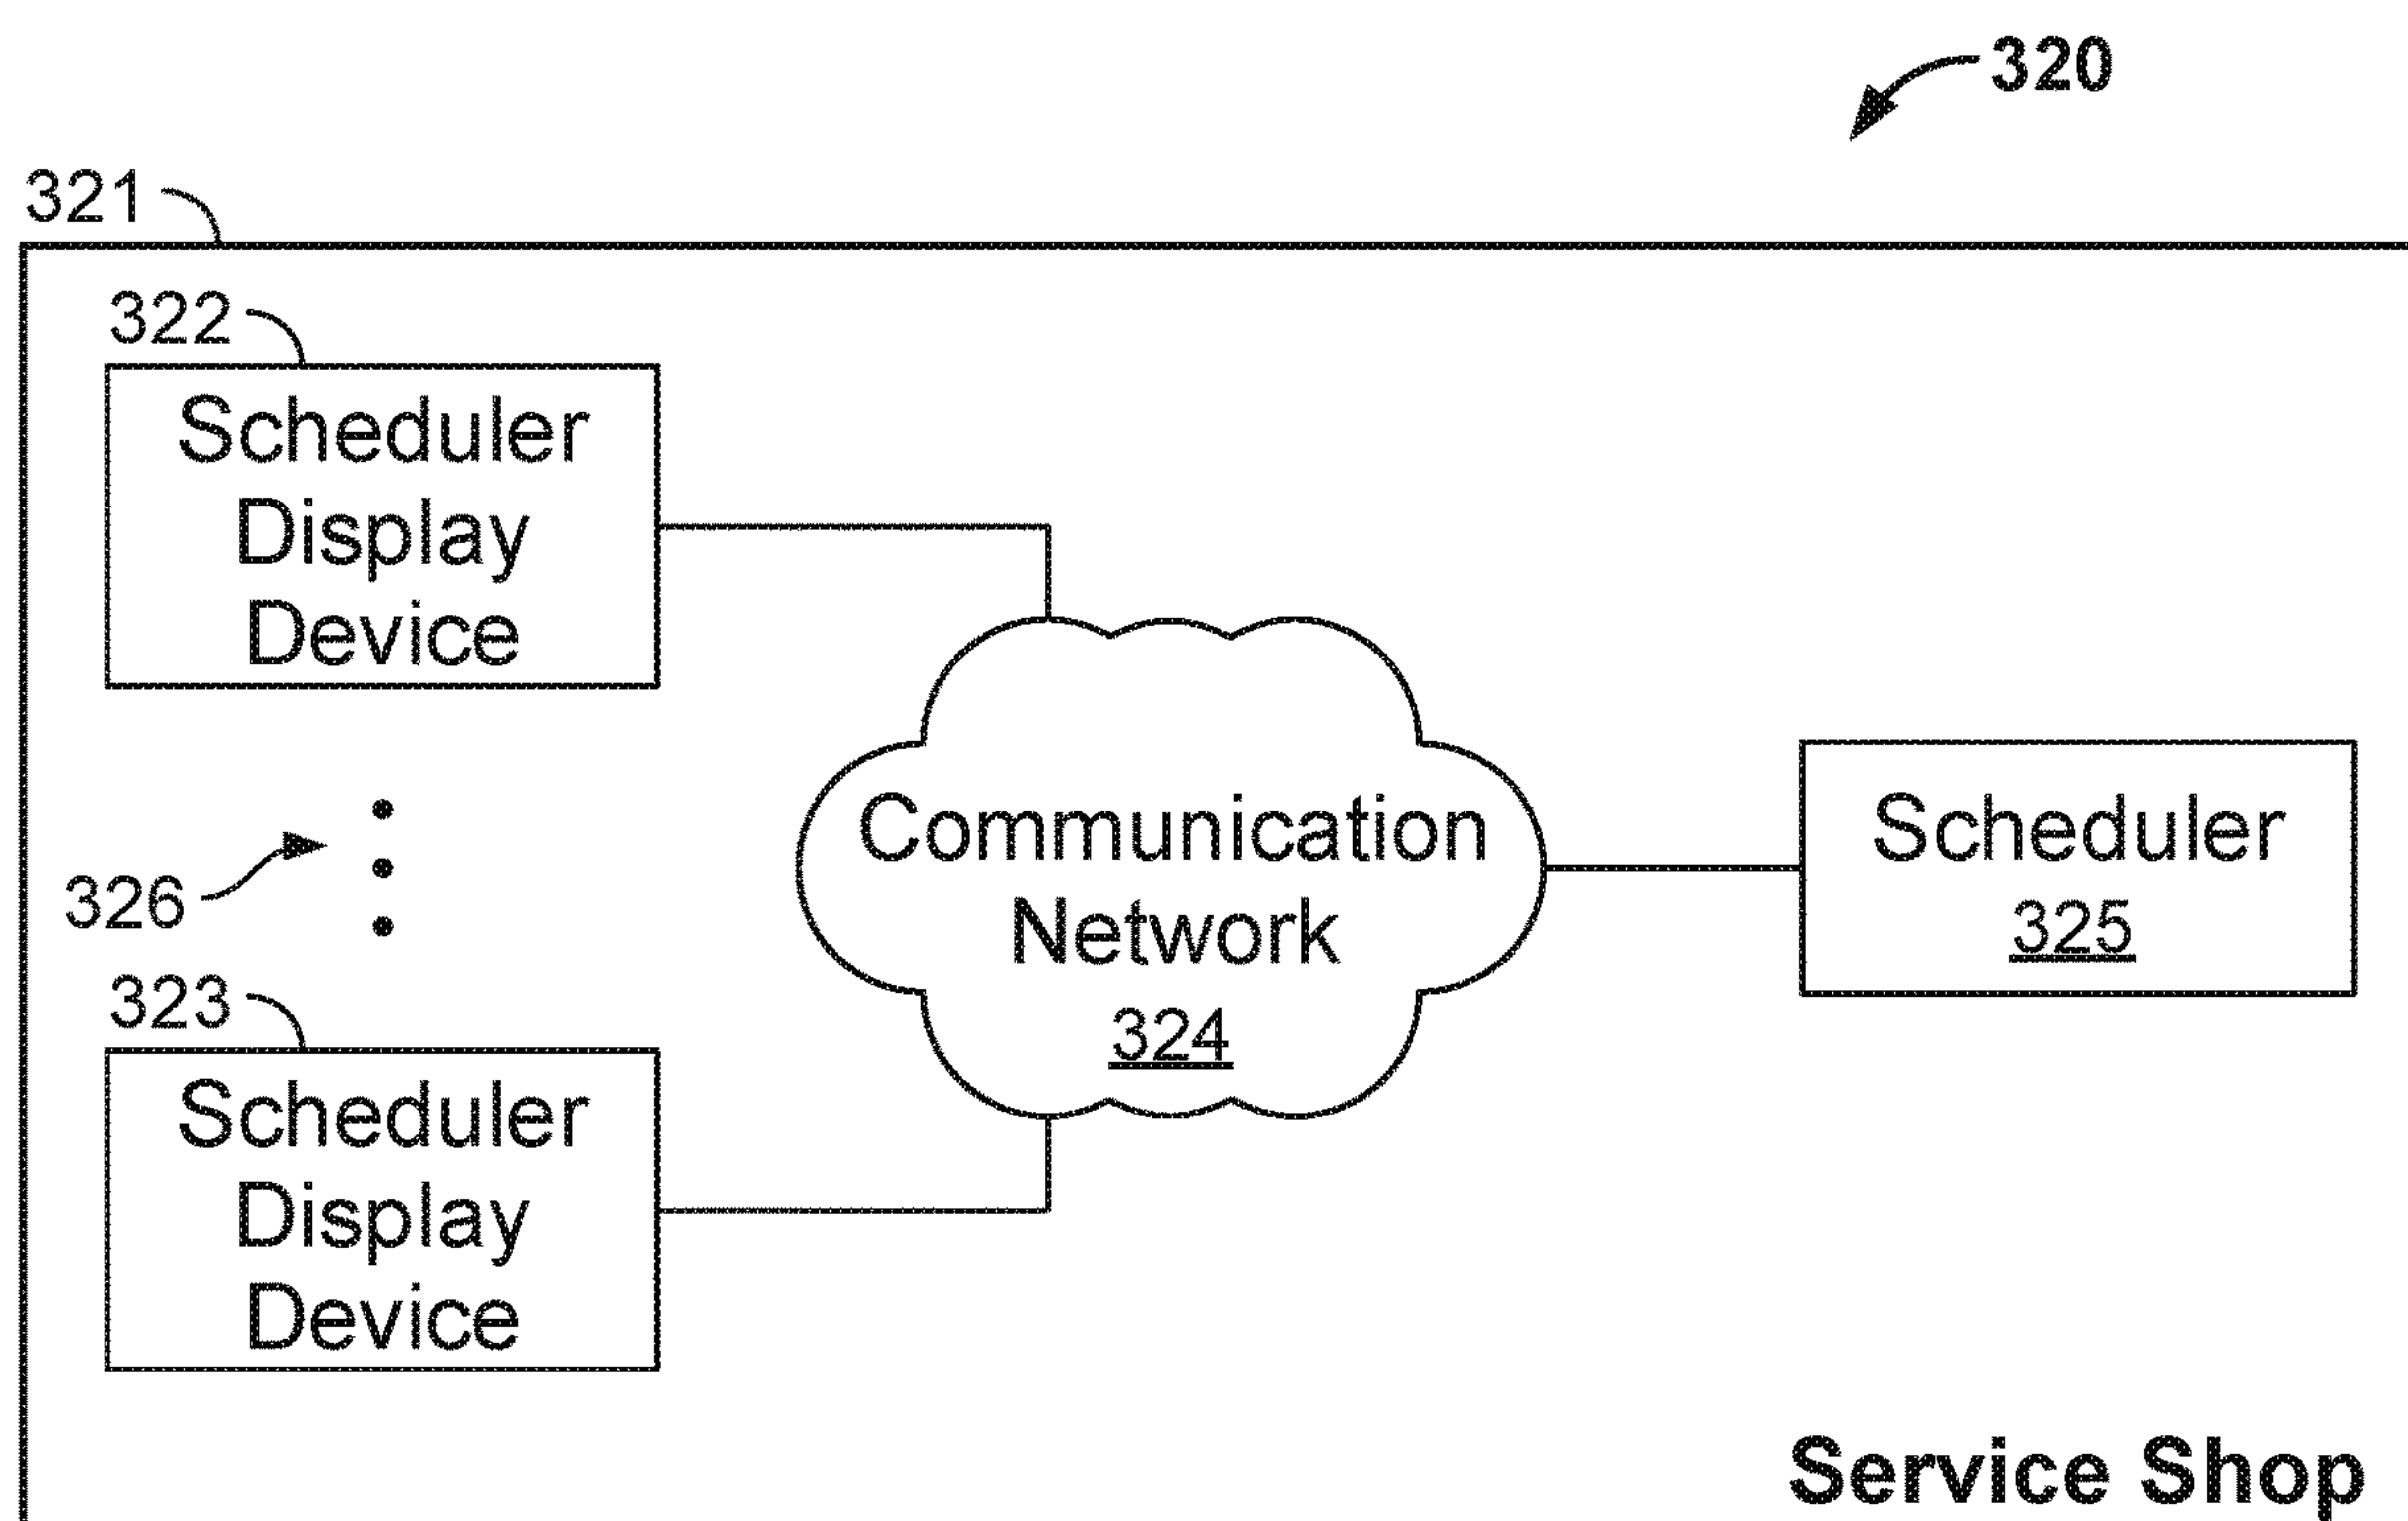 320
321
322
Scheduler
Display
Device
326
323
Scheduler
Display
Device
Communication
Network
324
Scheduler
325
Service Shop